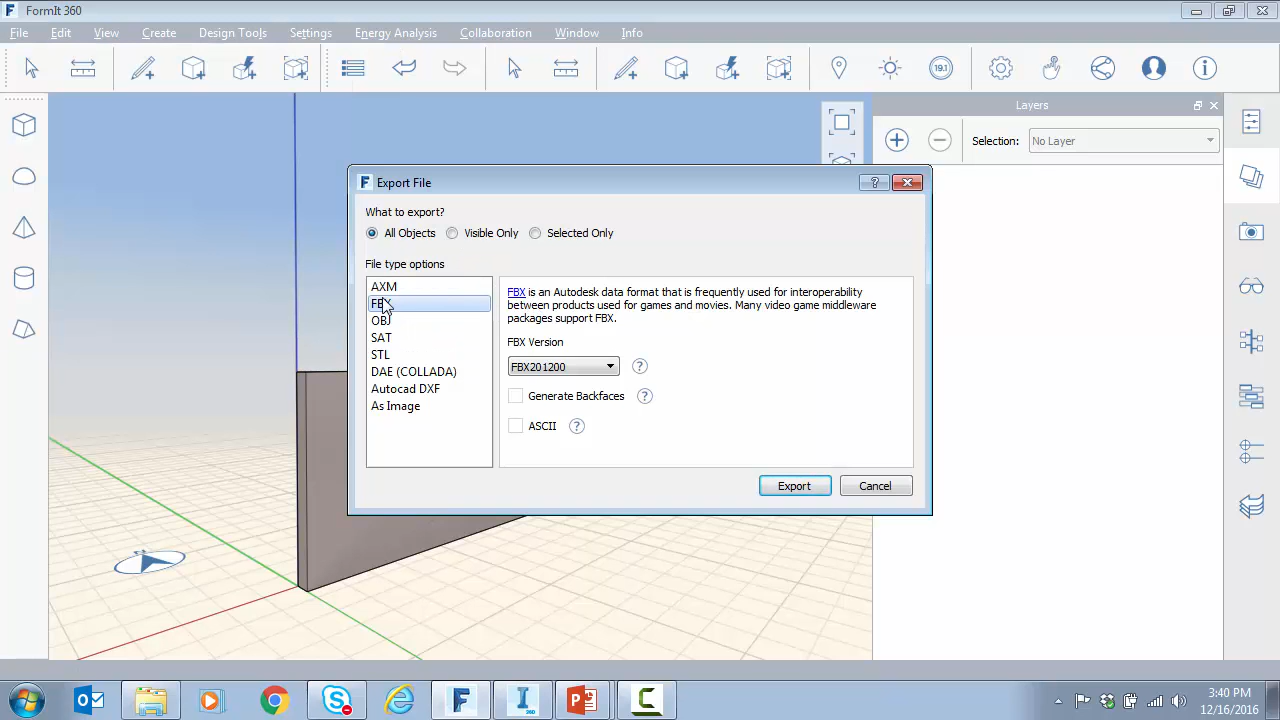 FormIt 360
File Edit View Create Design Tools Settings Energy Analysis Collaboration Window Info
19.1
Layers
Selection: No Layer
Export File
What to export?
All Objects Visible Only Selected Only
File type options
AXM
FBX
OBJ
SAT
STL
DAE (COLLADA)
Autocad DXF
As Image
FBX is an Autodesk data format that is frequently used for interoperability
between products used for games and movies. Many video game middleware
packages support FBX.
FBX Version
FBX201200
Generate Backfaces
ASCII
Export Cancel
3:40 PM
12/16/2016